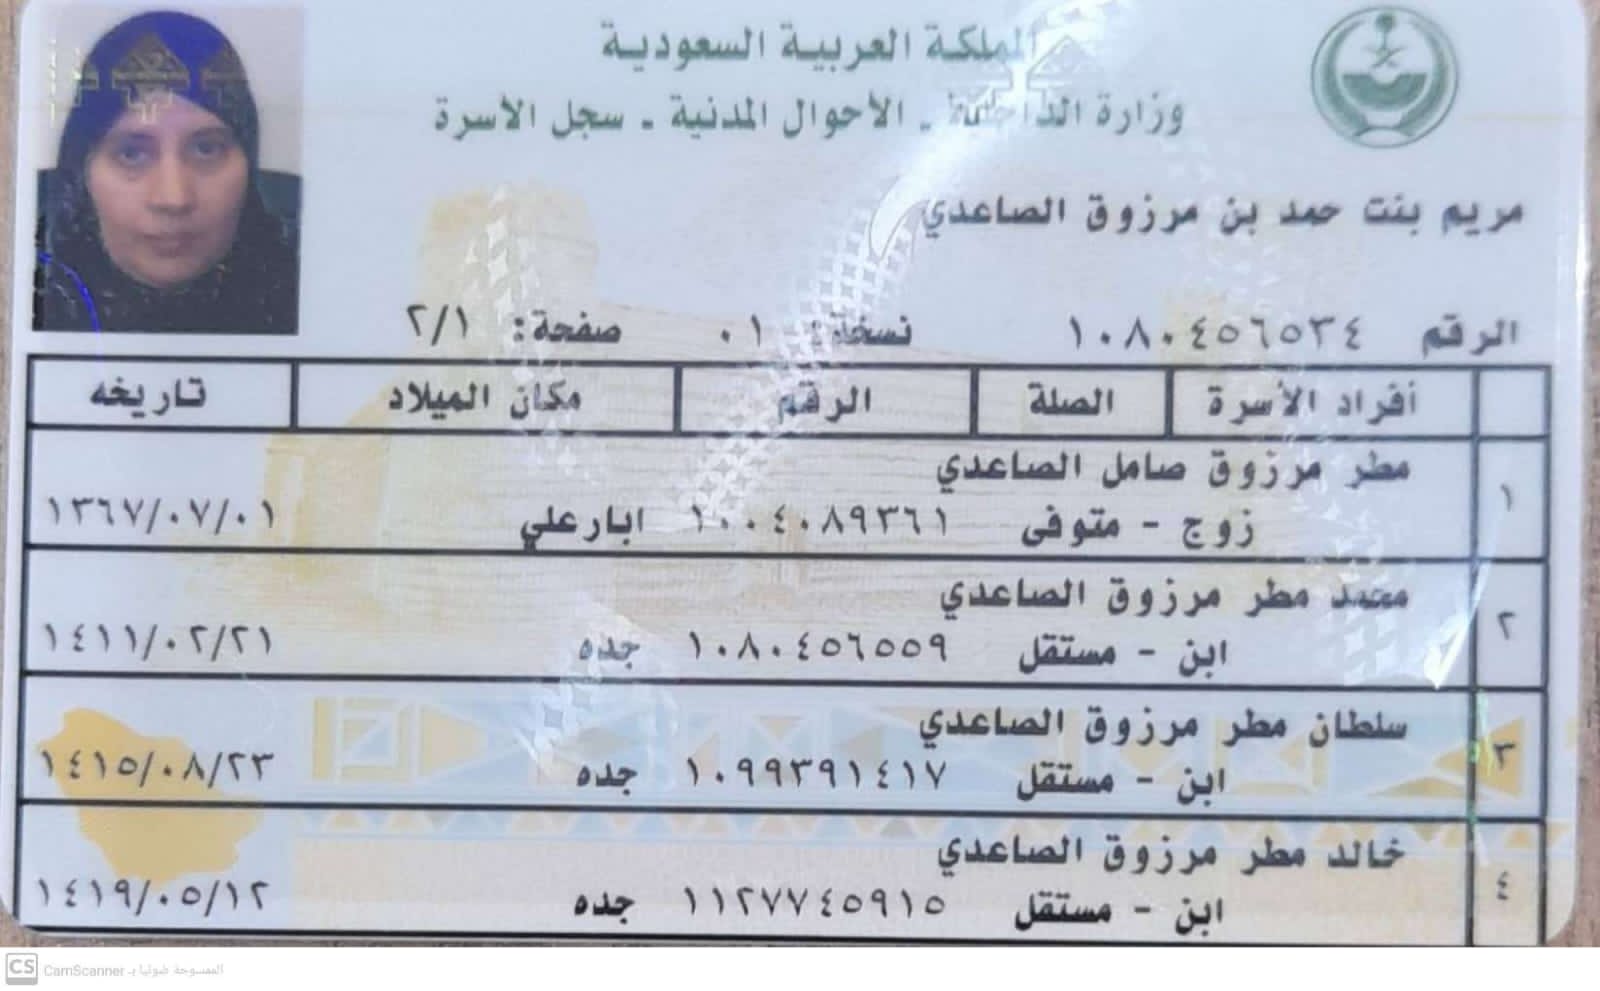 المملكة العربية السعودية
وزارة الداخلية - الأحوال المدنية - سجل الأسرة
مريم بنت حمد بن مرزوق الصاعدي
الرقم ١٠٨٠٤٥٦٥٣٤ نسخة: ٠١ صفحة: ٢/١
أفراد الأسرة الصلة الرقم مكان الميلاد تاريخه
١ مطر مرزوق صامل الصاعدي
زوج - متوفى ١٠٠٤٠٨٩٣٦١ ابارعلي ١٣٦٧/٠٧/٠١
٢ محمد مطر مرزوق الصاعدي
ابن - مستقل ١٠٨٠٤٥٦٥٥٩ جده ١٤١١/٠٢/٢١
٣ سلطان مطر مرزوق الصاعدي
ابن - مستقل ١٠٩٩٣٩١٤١٧ جده ١٤١٥/٠٨/٢٣
٤ خالد مطر مرزوق الصاعدي
ابن - مستقل ١١٢٧٧٤٥٩١٥ جده ١٤١٩/٠٥/١٢
CS CamScanner الممسوحة ضوئيا بـ